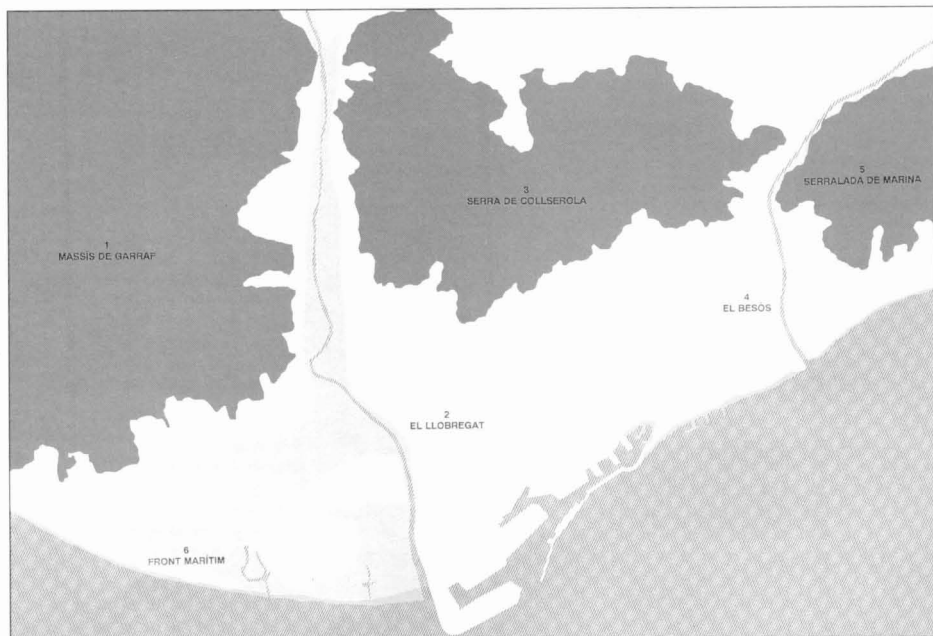 1
MASSÍS DE GARRAF
2
EL LLOBREGAT
3
SERRA DE COLLSEROLA
4
EL BESÒS
5
SERRALADA DE MARINA
6
FRONT MARÍTIM